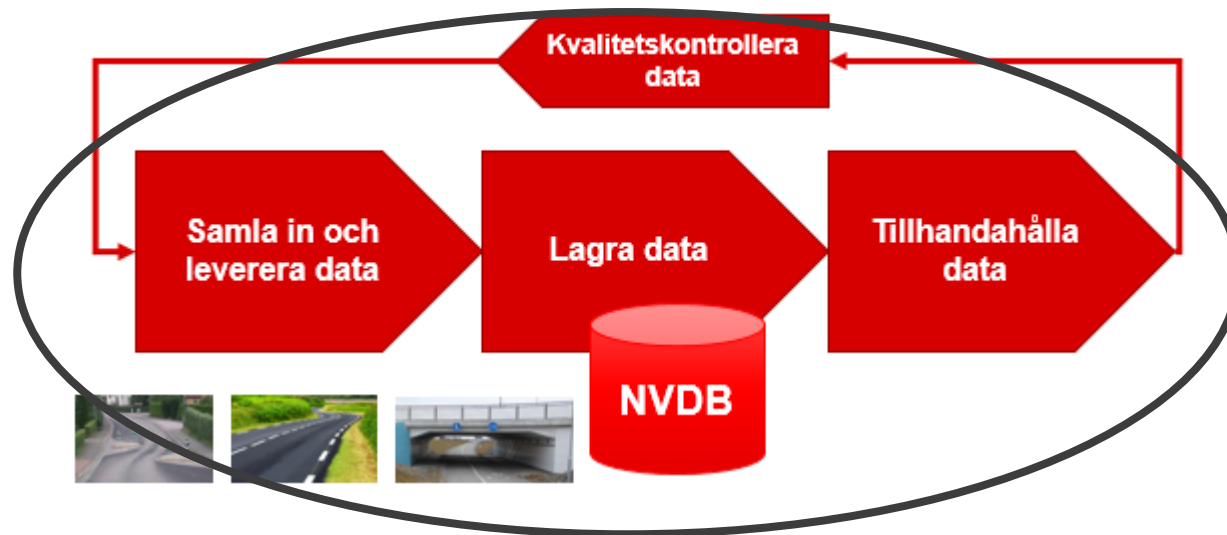 Kvalitetskontrollera
data
Samla in och
leverera data
Lagra data
Tillhandahålla
data
NVDB